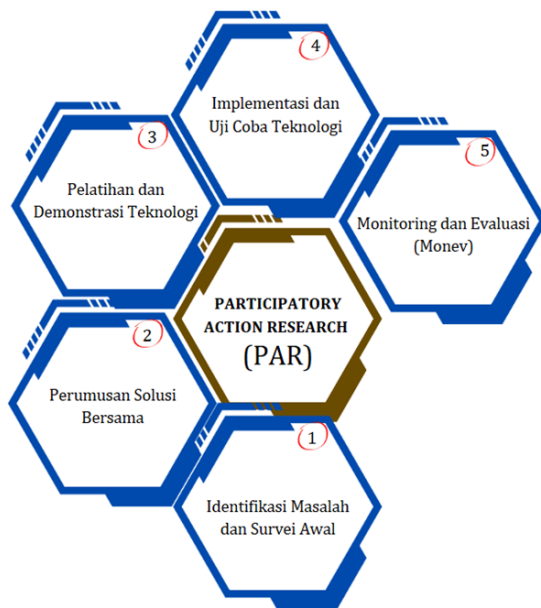 4
Implementasi dan
Uji Coba Teknologi
3
Pelatihan dan
Demonstrasi Teknologi
5
Monitoring dan Evaluasi
(Monev)
PARTICIPATORY
ACTION RESEARCH
(PAR)
2
Perumusan Solusi
Bersama
1
Identifikasi Masalah
dan Survei Awal